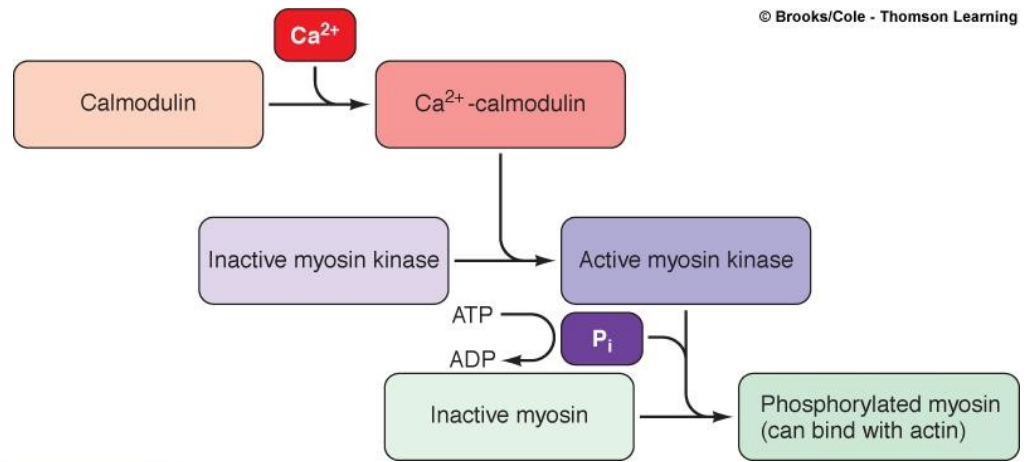 © Brooks/Cole - Thomson Learning
Ca²⁺
Calmodulin
Ca²⁺-calmodulin
Inactive myosin kinase
Active myosin kinase
ATP
Pᵢ
ADP
Inactive myosin
Phosphorylated myosin
(can bind with actin)